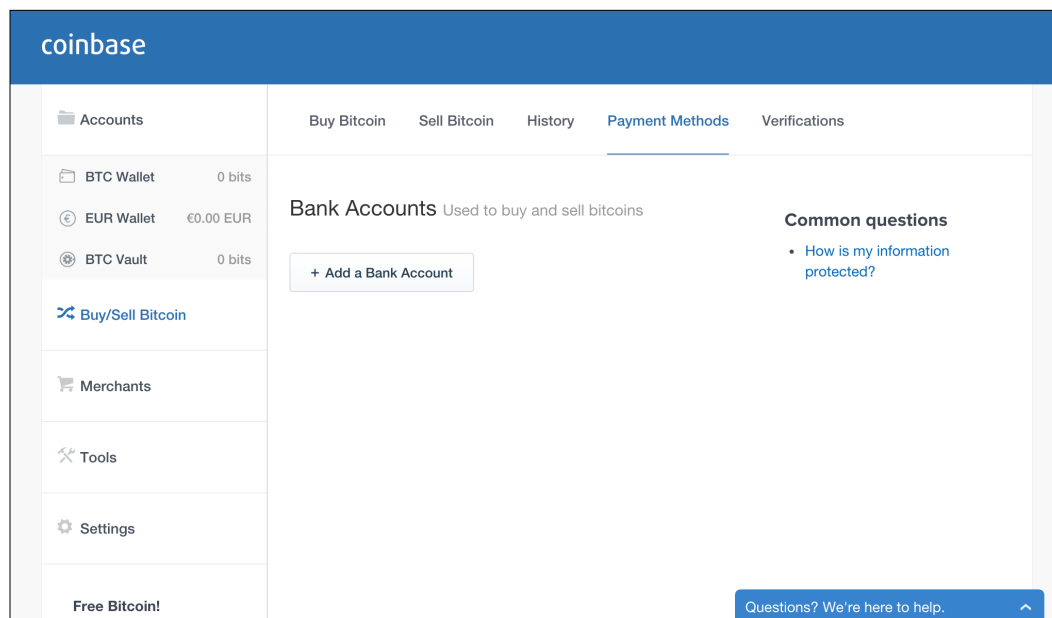 coinbase
Accounts
BTC Wallet 0 bits
EUR Wallet €0.00 EUR
BTC Vault 0 bits
Buy/Sell Bitcoin
Merchants
Tools
Settings
Free Bitcoin!
Buy Bitcoin Sell Bitcoin History Payment Methods Verifications
Bank Accounts Used to buy and sell bitcoins
+ Add a Bank Account
Common questions
• How is my information
protected?
Questions? We're here to help.